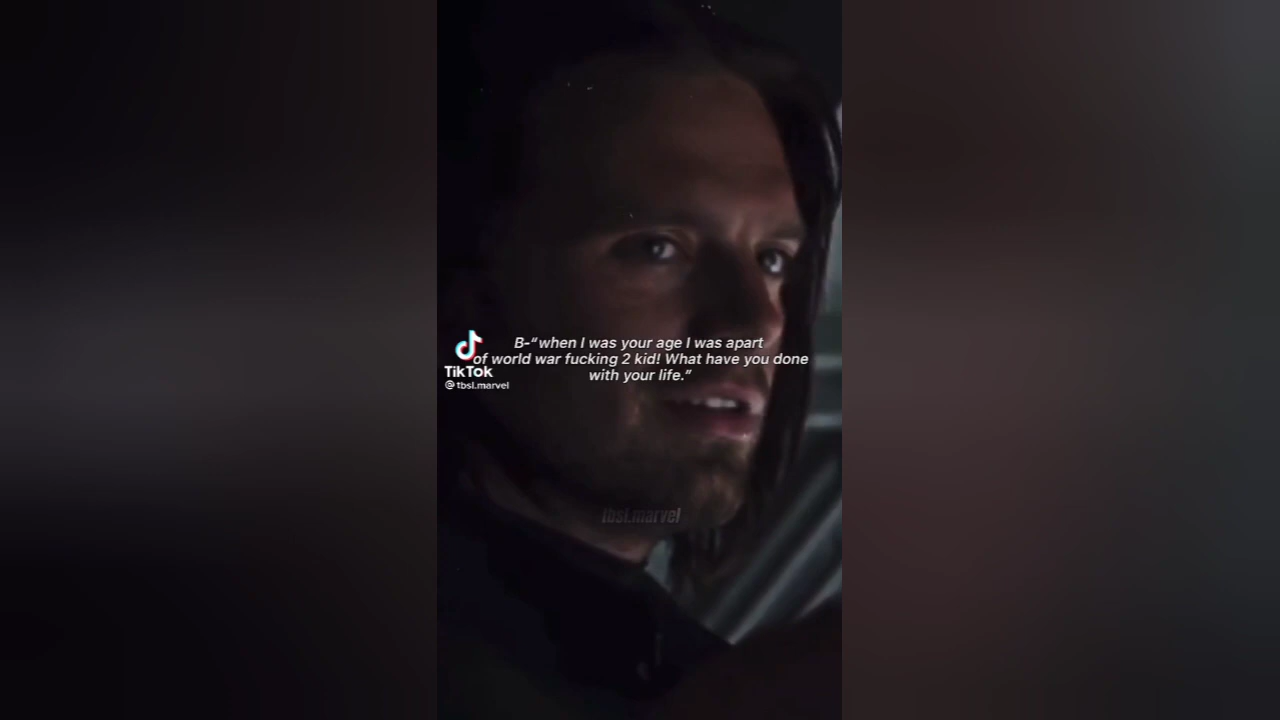 B-“when I was your age I was apart
of world war fucking 2 kid! What have you done
with your life.”
TikTok
@tbsl.marvel
tbsl.marvel